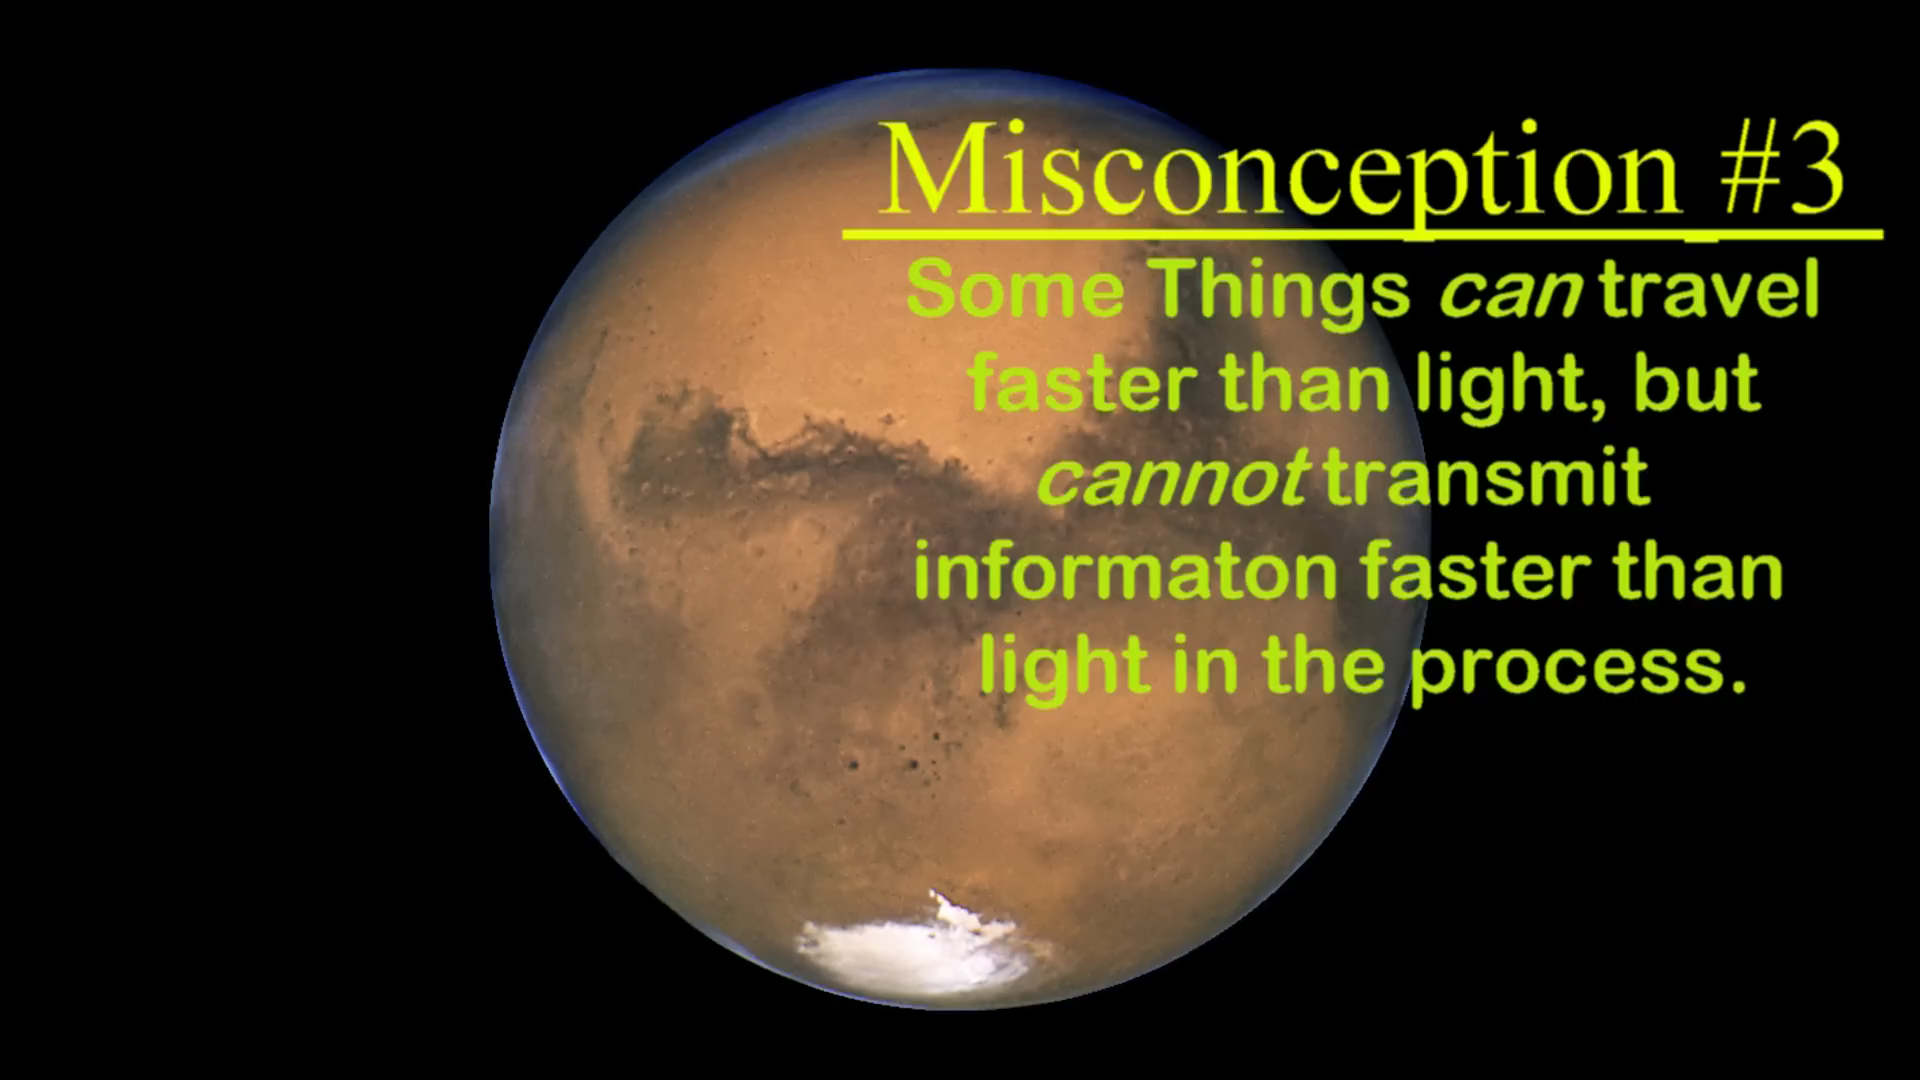 Misconception #3
Some Things can travel
faster than light, but
cannot transmit
informaton faster than
light in the process.